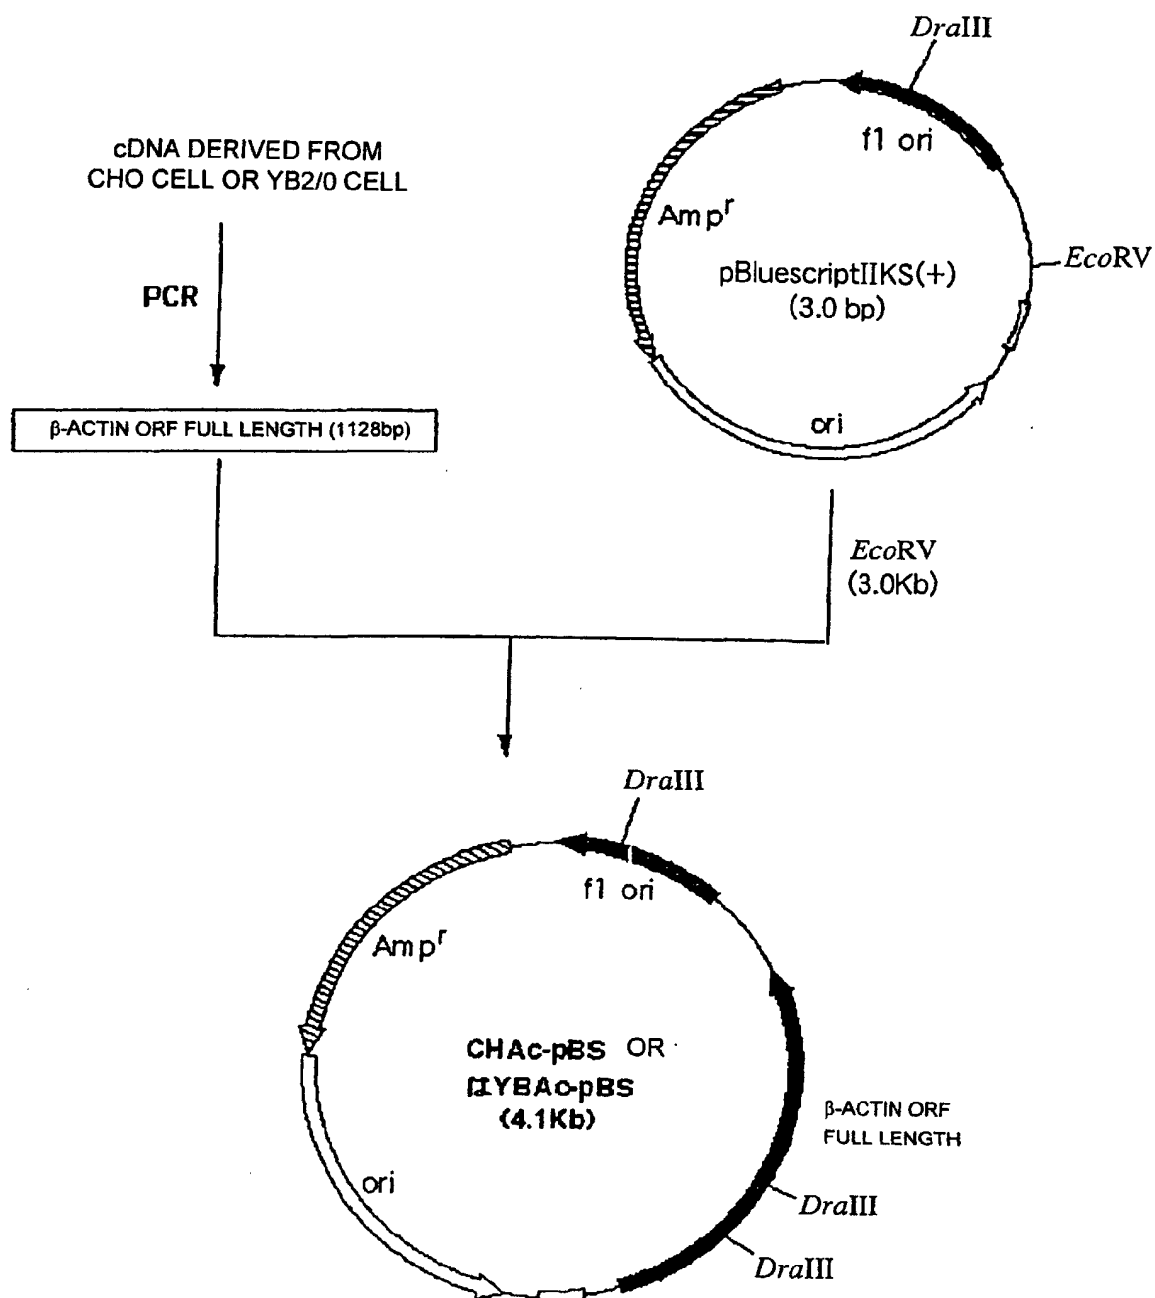 DraIII
cDNA DERIVED FROM
CHO CELL OR YB2/0 CELL
f1 ori
Ampr
pBluescriptIIKS(+)
(3.0 bp)
EcoRV
PCR
β-ACTIN ORF FULL LENGTH (1128bp)
ori
EcoRV
(3.0Kb)
DraIII
f1 ori
Ampr
CHAc-pBS OR
YBAc-pBS
(4.1Kb)
β-ACTIN ORF
FULL LENGTH
ori
DraIII
DraIII